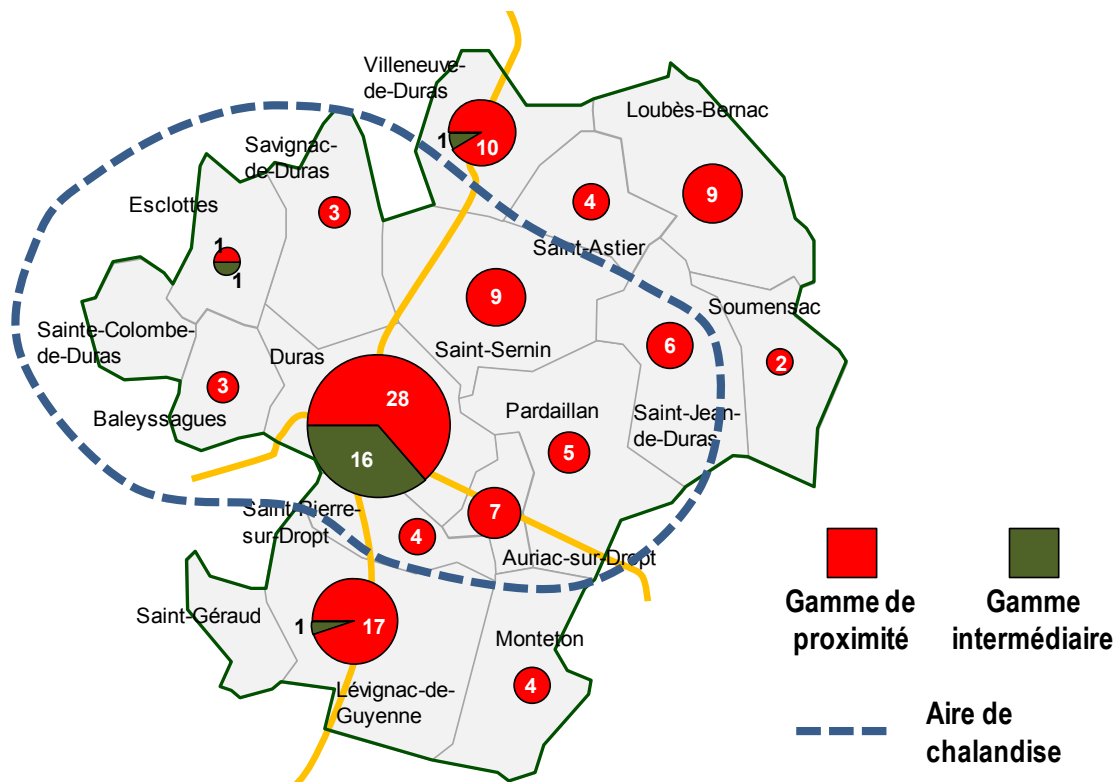 Villeneuve-
de-Duras
1
10
Loubès-Bernac
9
Savignac-
de-Duras
3
4
Saint-Astier
Esclottes
1
1
9
Saint-Sernin
Soumensac
2
6
Saint-Jean-
de-Duras
Sainte-Colombe-
de-Duras
Duras
28
16
3
Baleyssagues
Pardaillan
5
7
Auriac-sur-Dropt
Saint-Pierre-
sur-Dropt
4
Saint-Géraud
1
17
Lévignac-de-
Guyenne
Monteton
4
Gamme de
proximité
Gamme
intermédiaire
Aire de
chalandise